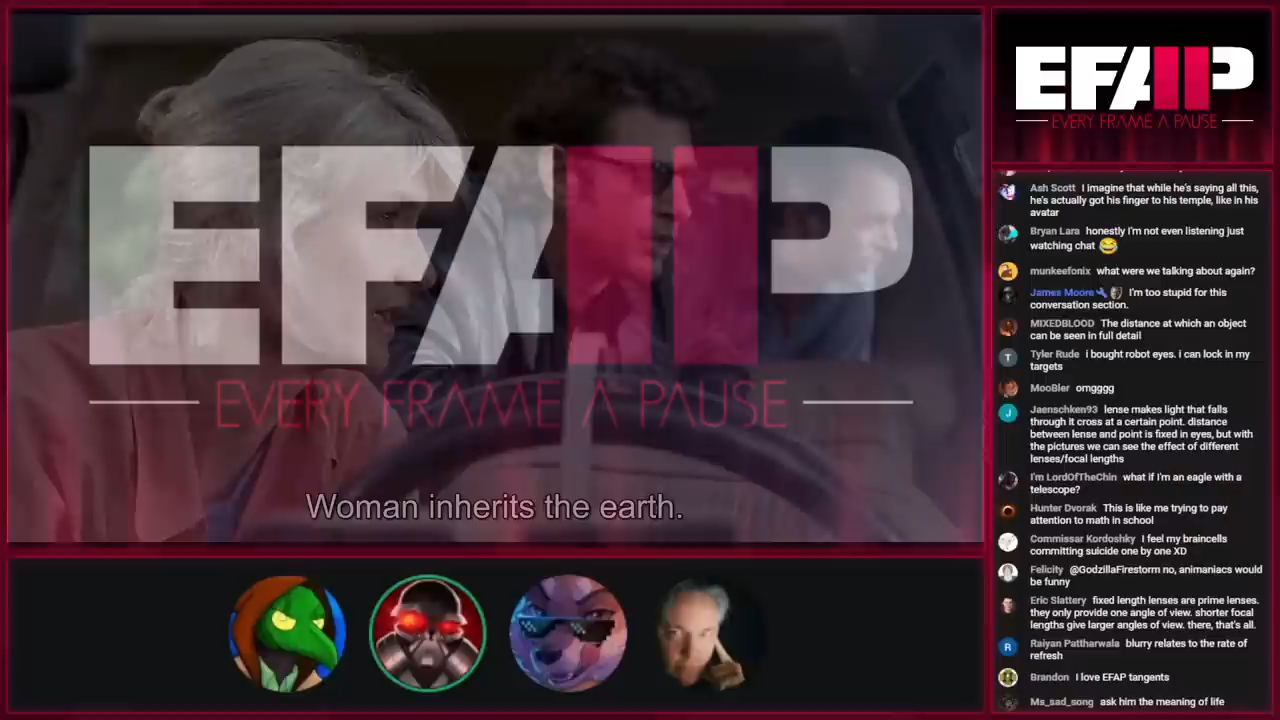 EFAP
EVERY FRAME A PAUSE
Woman inherits the earth.
EFAP
EVERY FRAME A PAUSE
Ash Scott I imagine that while he's saying all this,
he's actually got his finger to his temple, like in his
avatar
Bryan Lara honestly I'm not even listening just
watching chat
munkeefonix what were we talking about again?
James Moore I'm too stupid for this
conversation section.
MIXEDBLOOD The distance at which an object
can be seen in full detail
T
Tyler Rude i bought robot eyes. i can lock in my
targets
MooBler omgggg
J
Jaenschken93 lense makes light that falls
through it cross at a certain point. distance
between lense and point is fixed in eyes, but with
the pictures we can see the effect of different
lenses/focal lengths
I'm LordOfTheChin what if I'm an eagle with a
telescope?
Hunter Dvorak This is like me trying to pay
attention to math in school
Commissar Kordoshky I feel my braincells
committing suicide one by one XD
Felicity @GodzillaFirestorm no, animaniacs would
be funny
Eric Slattery fixed length lenses are prime lenses.
they only provide one angle of view. shorter focal
lengths give larger angles of view. there, that's all.
R
Raiyan Pattharwala blurry relates to the rate of
refresh
Brandon I love EFAP tangents
Ms_sad_song ask him the meaning of life